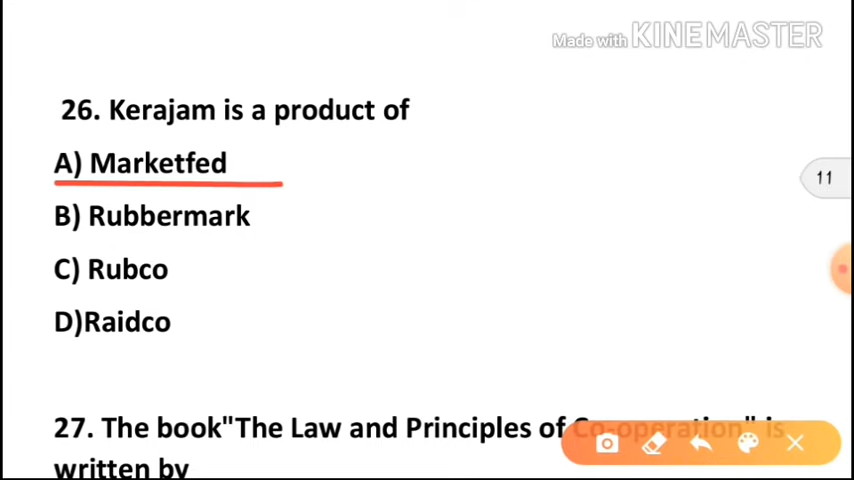 Made with KINEMASTER
26. Kerajam is a product of
A) Marketfed
11
B) Rubbermark
C) Rubco
D)Raidco
27. The book"The Law and Principles of Co-operation" is
written by